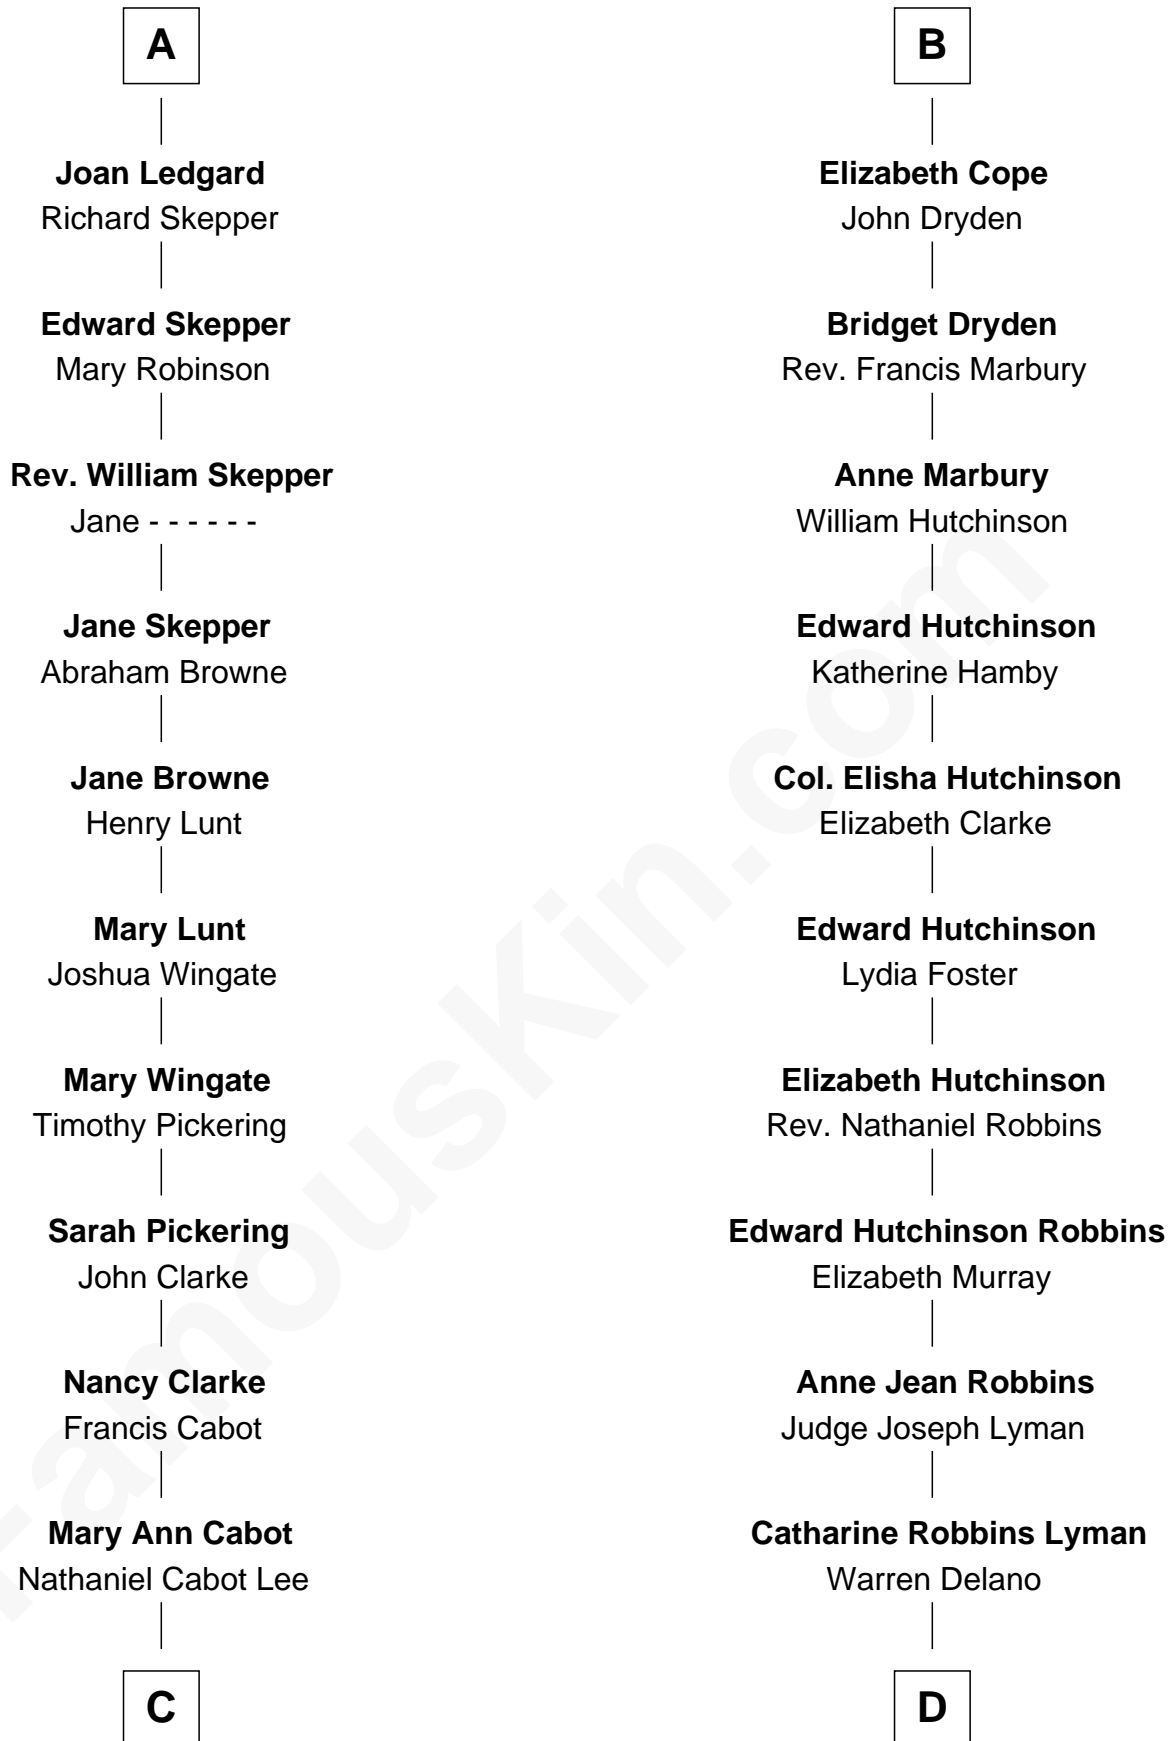 A
Joan Ledgard
Richard Skepper
Edward Skepper
Mary Robinson
Rev. William Skepper
Jane - - - - - -
Jane Skepper
Abraham Browne
Jane Browne
Henry Lunt
Mary Lunt
Joshua Wingate
Mary Wingate
Timothy Pickering
Sarah Pickering
John Clarke
Nancy Clarke
Francis Cabot
Mary Ann Cabot
Nathaniel Cabot Lee
C
B
Elizabeth Cope
John Dryden
Bridget Dryden
Rev. Francis Marbury
Anne Marbury
William Hutchinson
Edward Hutchinson
Katherine Hamby
Col. Elisha Hutchinson
Elizabeth Clarke
Edward Hutchinson
Lydia Foster
Elizabeth Hutchinson
Rev. Nathaniel Robbins
Edward Hutchinson Robbins
Elizabeth Murray
Anne Jean Robbins
Judge Joseph Lyman
Catharine Robbins Lyman
Warren Delano
D
FamousKin.com